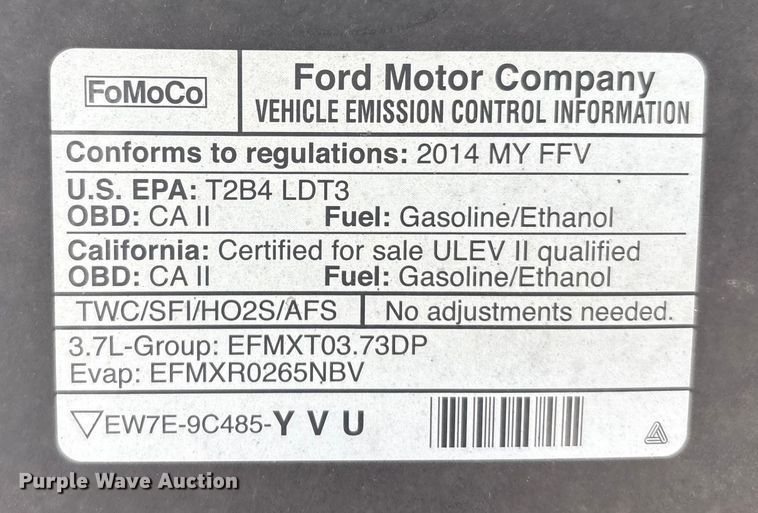 FoMoCo
Ford Motor Company
VEHICLE EMISSION CONTROL INFORMATION
Conforms to regulations: 2014 MY FFV
U.S. EPA: T2B4 LDT3
OBD: CA II Fuel: Gasoline/Ethanol
California: Certified for sale ULEV II qualified
OBD: CA II Fuel: Gasoline/Ethanol
TWC/SFI/HO2S/AFS No adjustments needed.
3.7L-Group: EFMXT03.73DP
Evap: EFMXR0265NBV
▽EW7E-9C485-Y V U
Purple Wave Auction